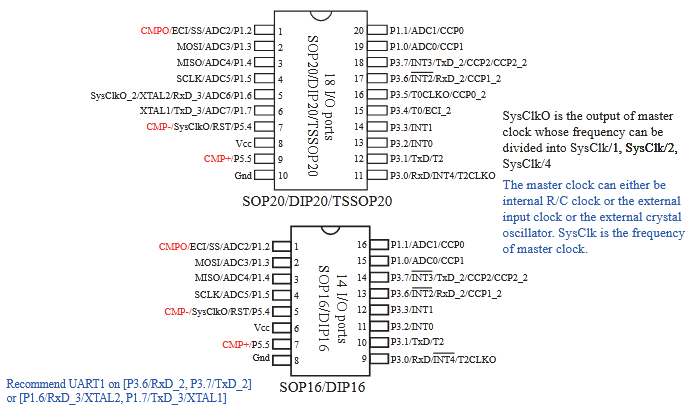 CMPO/ECI/SS/ADC2/P1.2 1 20 P1.1/ADC1/CCP0
MOSI/ADC3/P1.3 2 19 P1.0/ADC0/CCP1
MISO/ADC4/P1.4 3 18 P3.7/INT3/TxD_2/CCP2/CCP2_2
SCLK/ADC5/P1.5 4 17 P3.6/INT2/RxD_2/CCP1_2
SysClkO_2/XTAL2/RxD_3/ADC6/P1.6 5 16 P3.5/T0CLKO/CCP0_2
XTAL1/TxD_3/ADC7/P1.7 6 15 P3.4/T0/ECI_2
CMP-/SysClkO/RST/P5.4 7 14 P3.3/INT1
Vcc 8 13 P3.2/INT0
CMP+/P5.5 9 12 P3.1/TxD/T2
Gnd 10 11 P3.0/RxD/INT4/T2CLKO
18 I/O ports
SOP20/DIP20/TSSOP20
SOP20/DIP20/TSSOP20
SysClkO is the output of master
clock whose frequency can be
divided into SysClk/1, SysClk/2,
SysClk/4
The master clock can either be
internal R/C clock or the external
input clock or the external crystal
oscillator. SysClk is the frequency
of master clock.
CMPO/ECI/SS/ADC2/P1.2 1 16 P1.1/ADC1/CCP0
MOSI/ADC3/P1.3 2 15 P1.0/ADC0/CCP1
MISO/ADC4/P1.4 3 14 P3.7/INT3/TxD_2/CCP2/CCP2_2
SCLK/ADC5/P1.5 4 13 P3.6/INT2/RxD_2/CCP1_2
CMP-/SysClkO/RST/P5.4 5 12 P3.3/INT1
Vcc 6 11 P3.2/INT0
CMP+/P5.5 7 10 P3.1/TxD/T2
Gnd 8 9 P3.0/RxD/INT4/T2CLKO
14 I/O ports
SOP16/DIP16
SOP16/DIP16
Recommend UART1 on [P3.6/RxD_2, P3.7/TxD_2]
or [P1.6/RxD_3/XTAL2, P1.7/TxD_3/XTAL1]